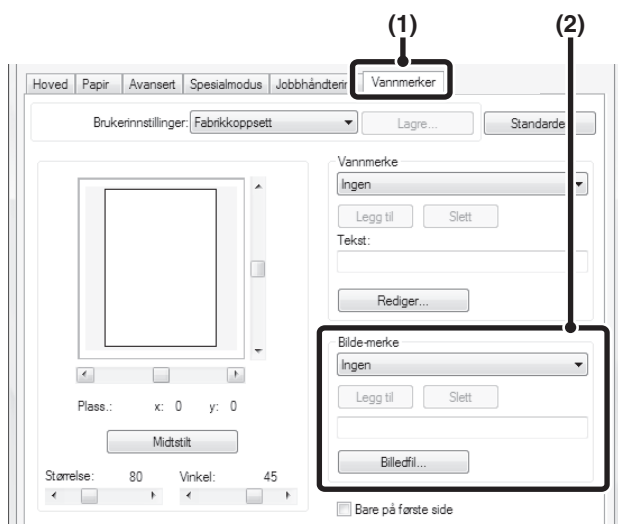 (1) (2)
Hoved Papir Avansert Spesialmodus Jobbhåndterin Vannmerker
Brukerinnstillinger: Fabrikkoppsett Lagre... Standarde
Vannmerke
Ingen
Legg til Slett
Tekst:
Rediger...
Bilde-merke
Ingen
Legg til Slett
Plass.: x: 0 y: 0
Midtstilt
Billedfil...
Størrelse: 80 Vinkel: 45
Bare på første side